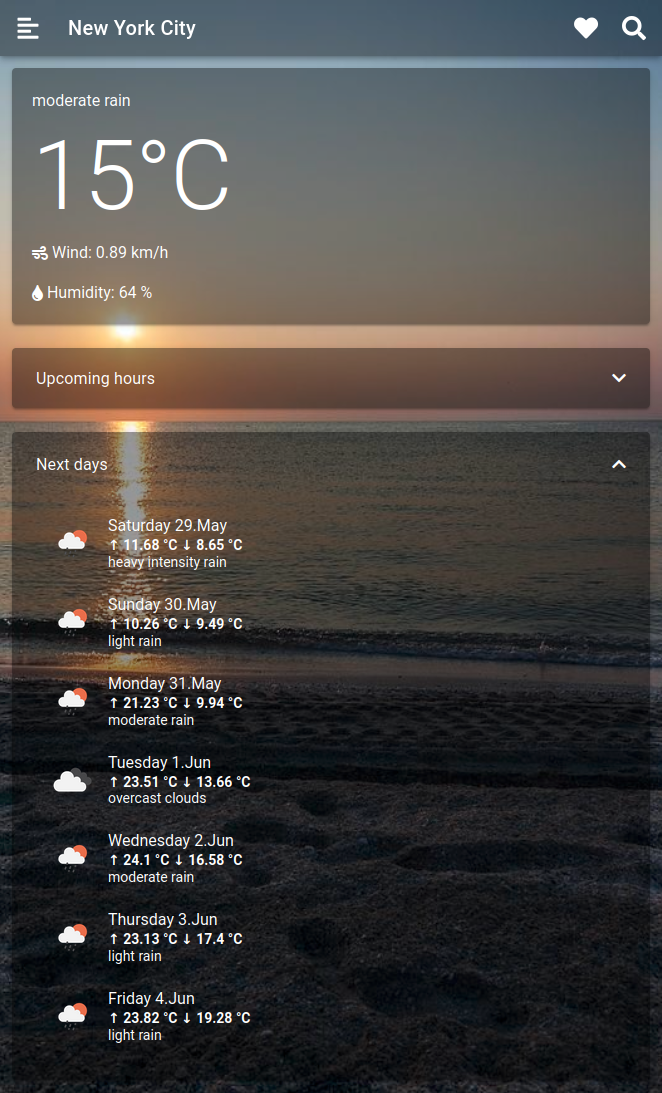 New York City
moderate rain
15°C
Wind: 0.89 km/h
Humidity: 64 %
Upcoming hours
Next days
Saturday 29.May
↑ 11.68 °C ↓ 8.65 °C
heavy intensity rain
Sunday 30.May
↑ 10.26 °C ↓ 9.49 °C
light rain
Monday 31.May
↑ 21.23 °C ↓ 9.94 °C
moderate rain
Tuesday 1.Jun
↑ 23.51 °C ↓ 13.66 °C
overcast clouds
Wednesday 2.Jun
↑ 24.1 °C ↓ 16.58 °C
moderate rain
Thursday 3.Jun
↑ 23.13 °C ↓ 17.4 °C
light rain
Friday 4.Jun
↑ 23.82 °C ↓ 19.28 °C
light rain